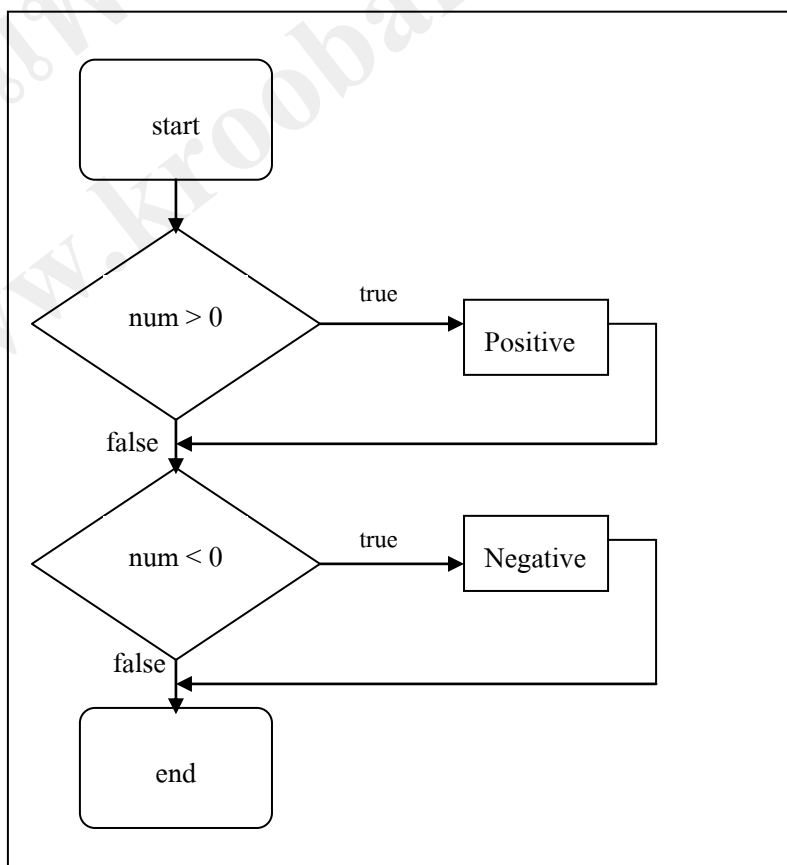 start
num > 0
true
Positive
false
num < 0
true
Negative
false
end